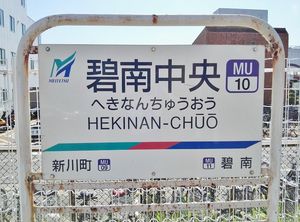 MEITETSU
碧南中央
MU
10
へきなんちゅうおう
HEKINAN-CHŪŌ
新川町
MU
09
MU
11
碧南